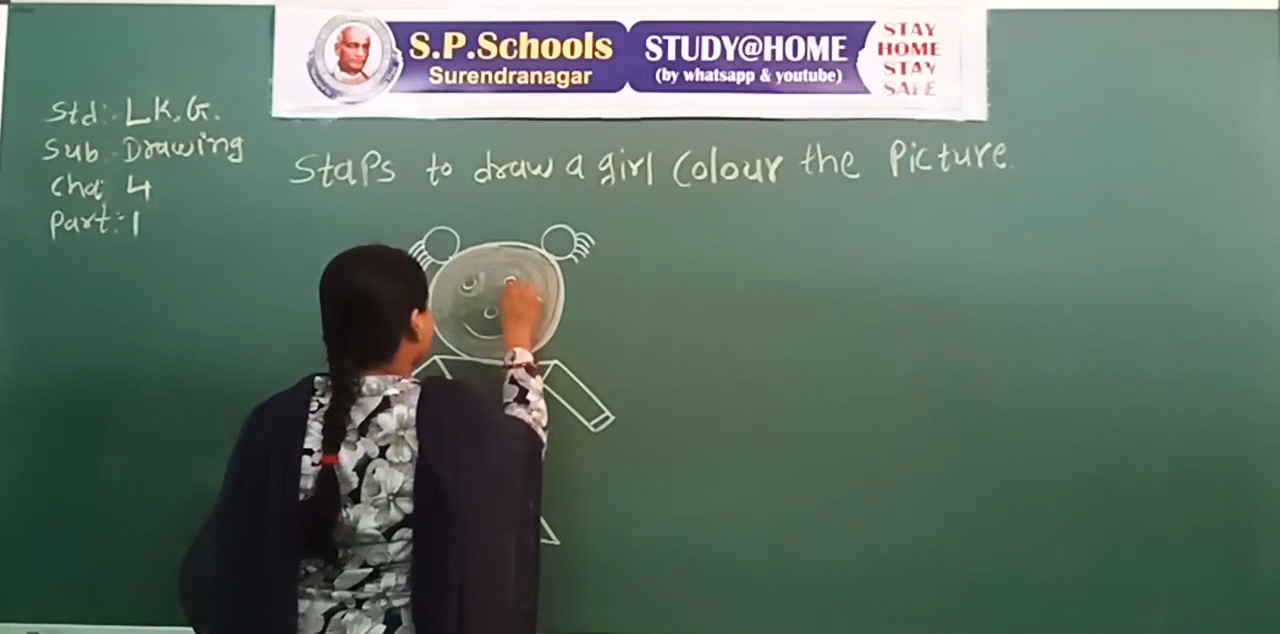 S.P.Schools
Surendranagar
STUDY@HOME
(by whatsapp & youtube)
STAY
HOME
STAY
SAFE
Std:- L.K.G.
Sub Drawing
Cha: 4
Part:- 1
Staps to draw a girl Colour the Picture.